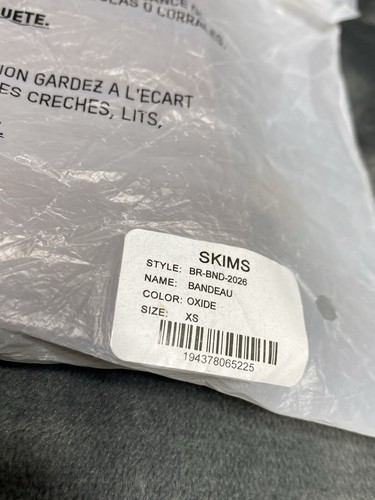 UETE.
ION GARDEZ A L'ECART
ES CRECHES, LITS,
SKIMS
STYLE: BR-BND-2026
NAME: BANDEAU
COLOR: OXIDE
SIZE: XS
194378065225